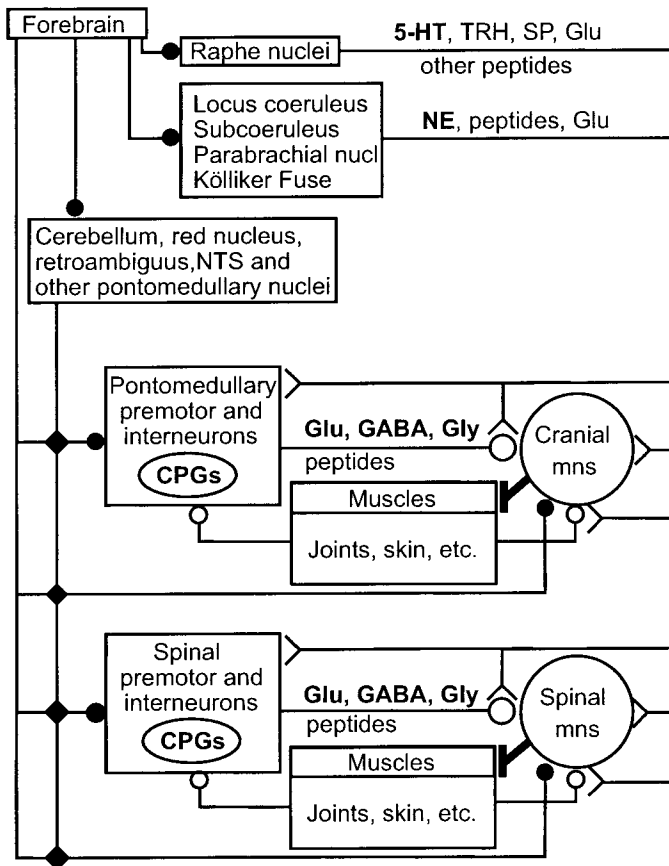 Forebrain
Raphe nuclei
5-HT, TRH, SP, Glu
other peptides
Locus coeruleus
Subcoeruleus
Parabrachial nucl
Kölliker Fuse
NE, peptides, Glu
Cerebellum, red nucleus,
retroambiguus,NTS and
other pontomedullary nuclei
Pontomedullary
premotor and
interneurons
CPGs
Glu, GABA, Gly
peptides
Cranial
mns
Muscles
Joints, skin, etc.
Spinal
premotor and
interneurons
CPGs
Glu, GABA, Gly
peptides
Spinal
mns
Muscles
Joints, skin, etc.